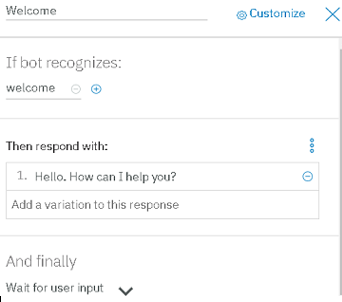 Welcome
Customize
If bot recognizes:
welcome
Then respond with:
1. Hello. How can I help you?
Add a variation to this response
And finally
Wait for user input